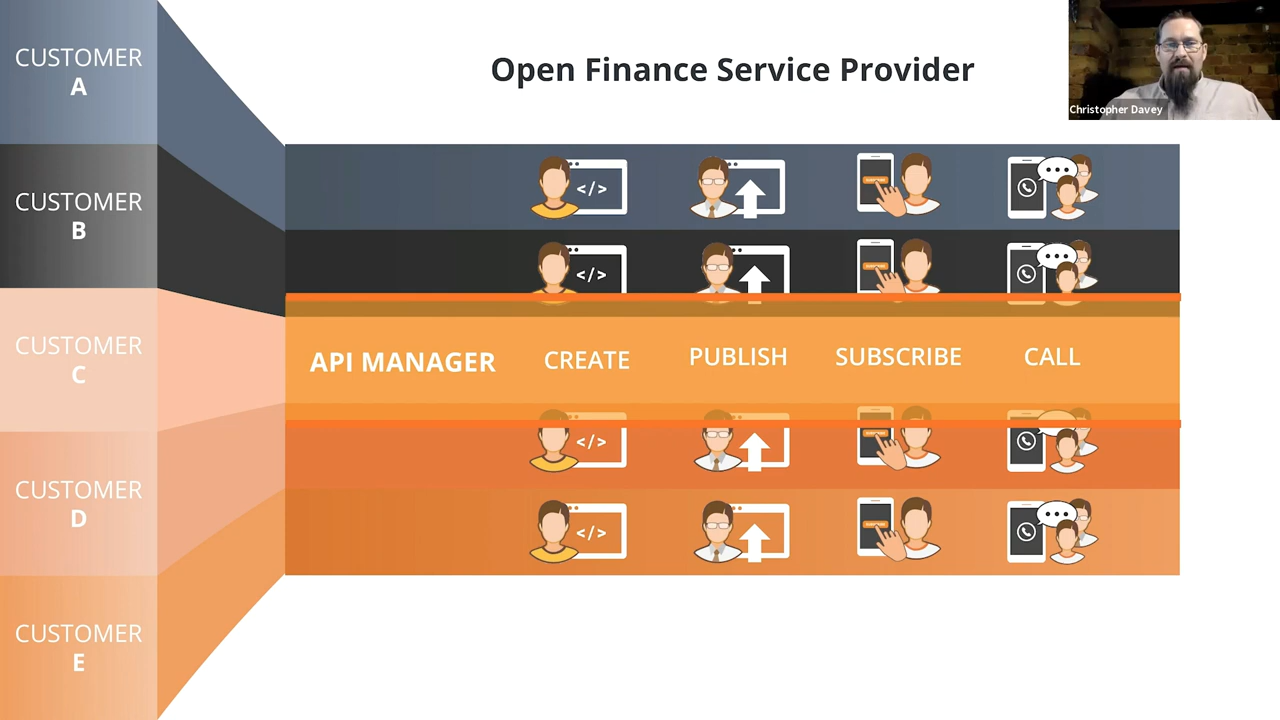 Open Finance Service Provider
Christopher Davey
CUSTOMER
A
CUSTOMER
B
CUSTOMER
C
CUSTOMER
D
CUSTOMER
E
</>
</>
API MANAGER
CREATE
PUBLISH
SUBSCRIBE
CALL
</>
</>